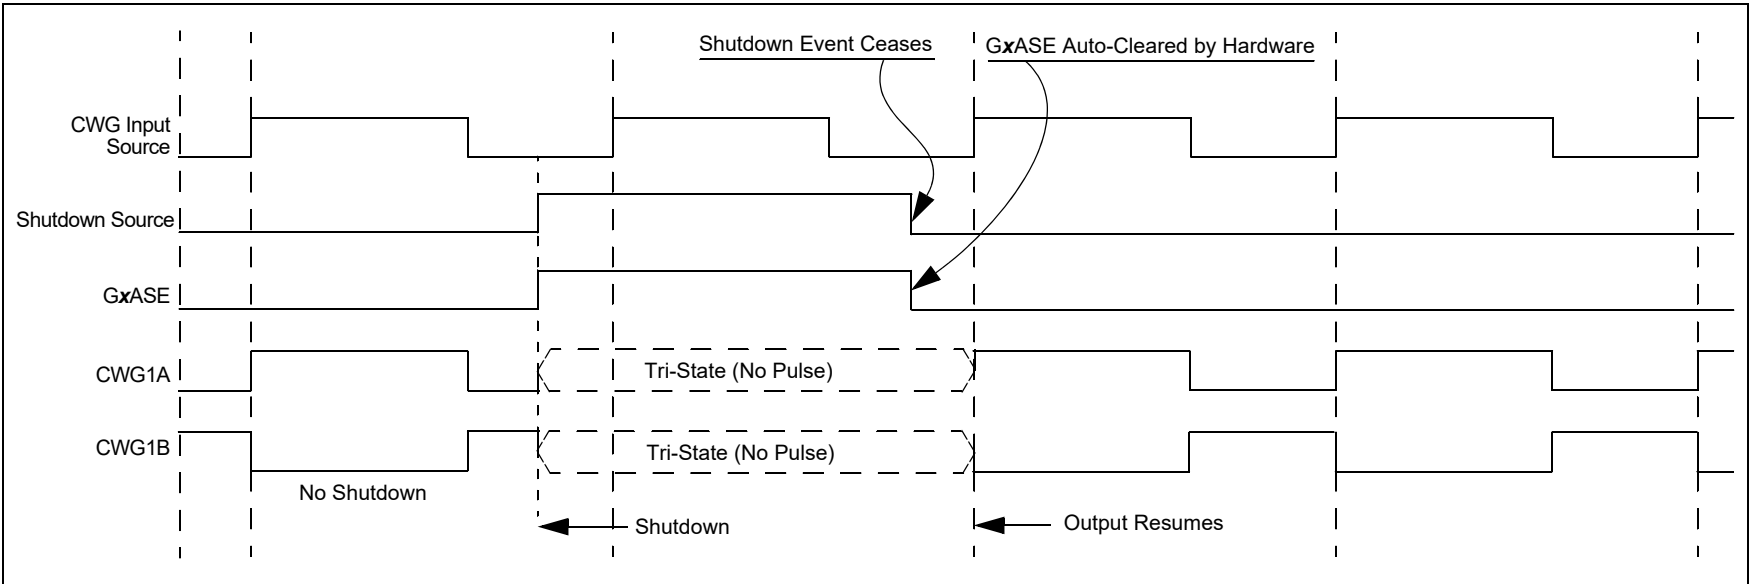 Shutdown Event Ceases
GxASE Auto-Cleared by Hardware
CWG Input
Source
Shutdown Source
GxASE
CWG1A
Tri-State (No Pulse)
CWG1B
Tri-State (No Pulse)
No Shutdown
Shutdown
Output Resumes